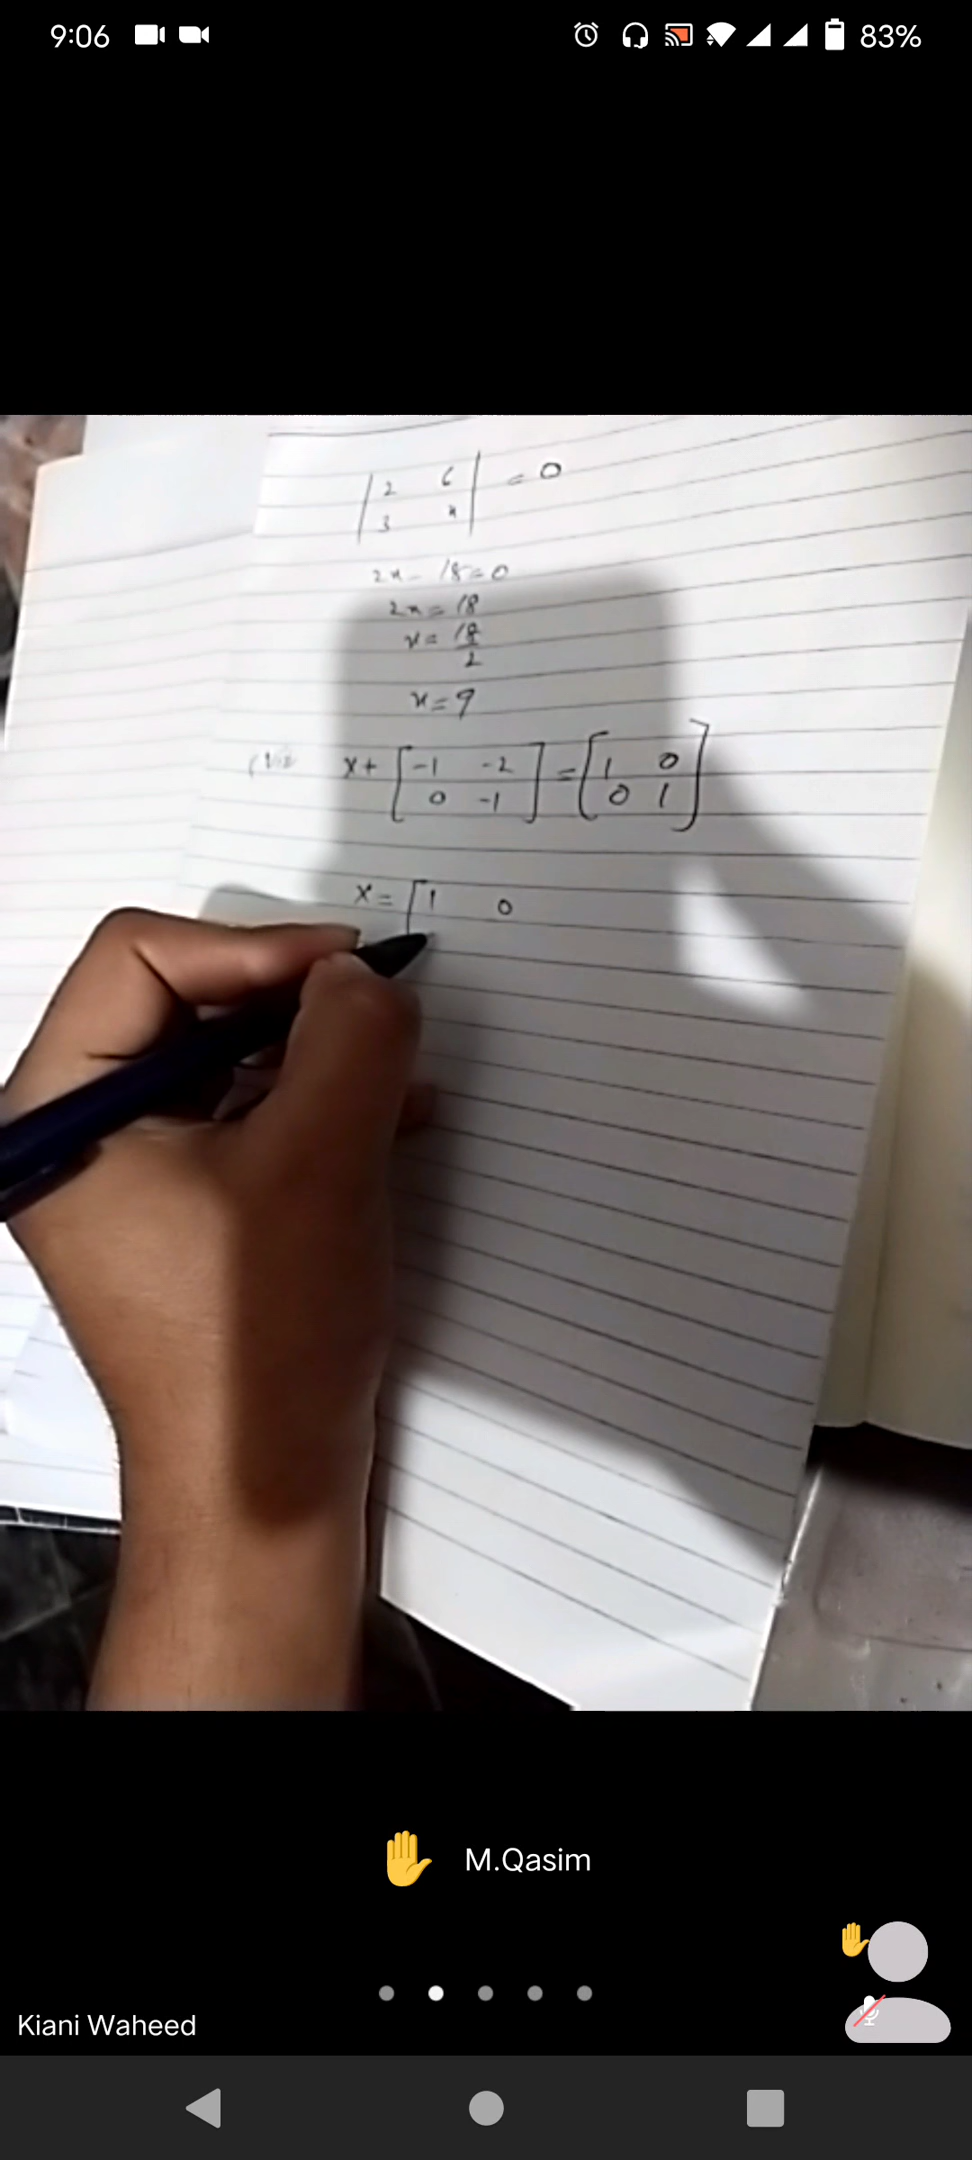 9:06 83%
| 2 6 | = 0
| 3 x |
2x - 18 = 0
2x = 18
x = 18
2
x = 9
x + [ -1 -2 ] = [ 1 0 ]
[ 0 -1 ] [ 0 1 ]
x = [ 1 0
M.Qasim
Kiani Waheed